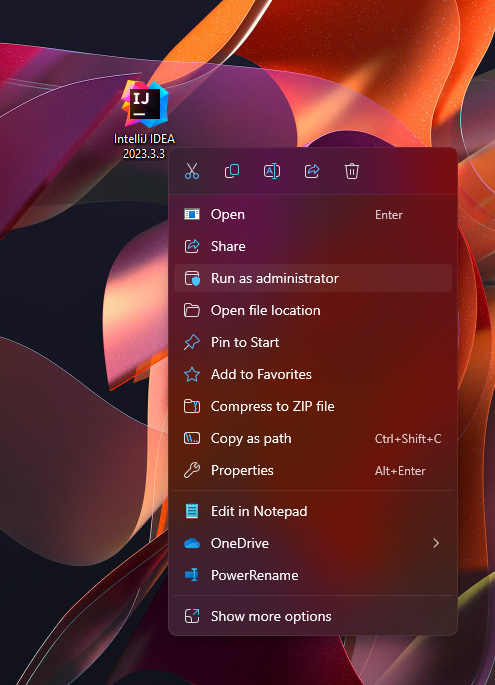 IJ
IntelliJ IDEA
2023.3.3
A
Open Enter
Share
Run as administrator
Open file location
Pin to Start
Add to Favorites
Compress to ZIP file
Copy as path Ctrl+Shift+C
Properties Alt+Enter
Edit in Notepad
OneDrive
PowerRename
Show more options